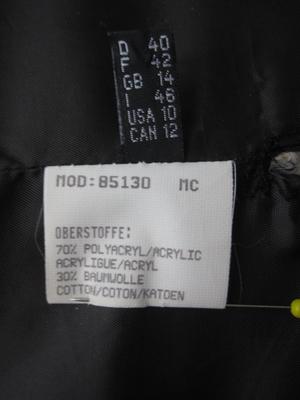 D 40
F 42
GB 14
I 46
USA 10
CAN 12
MOD:85130 MC
OBERSTOFFE:
70% POLYACRYL/ACRYLIC
ACRYLIGUE/ACRYL
30% BAUMWOLLE
COTTON/COTON/KATOEN